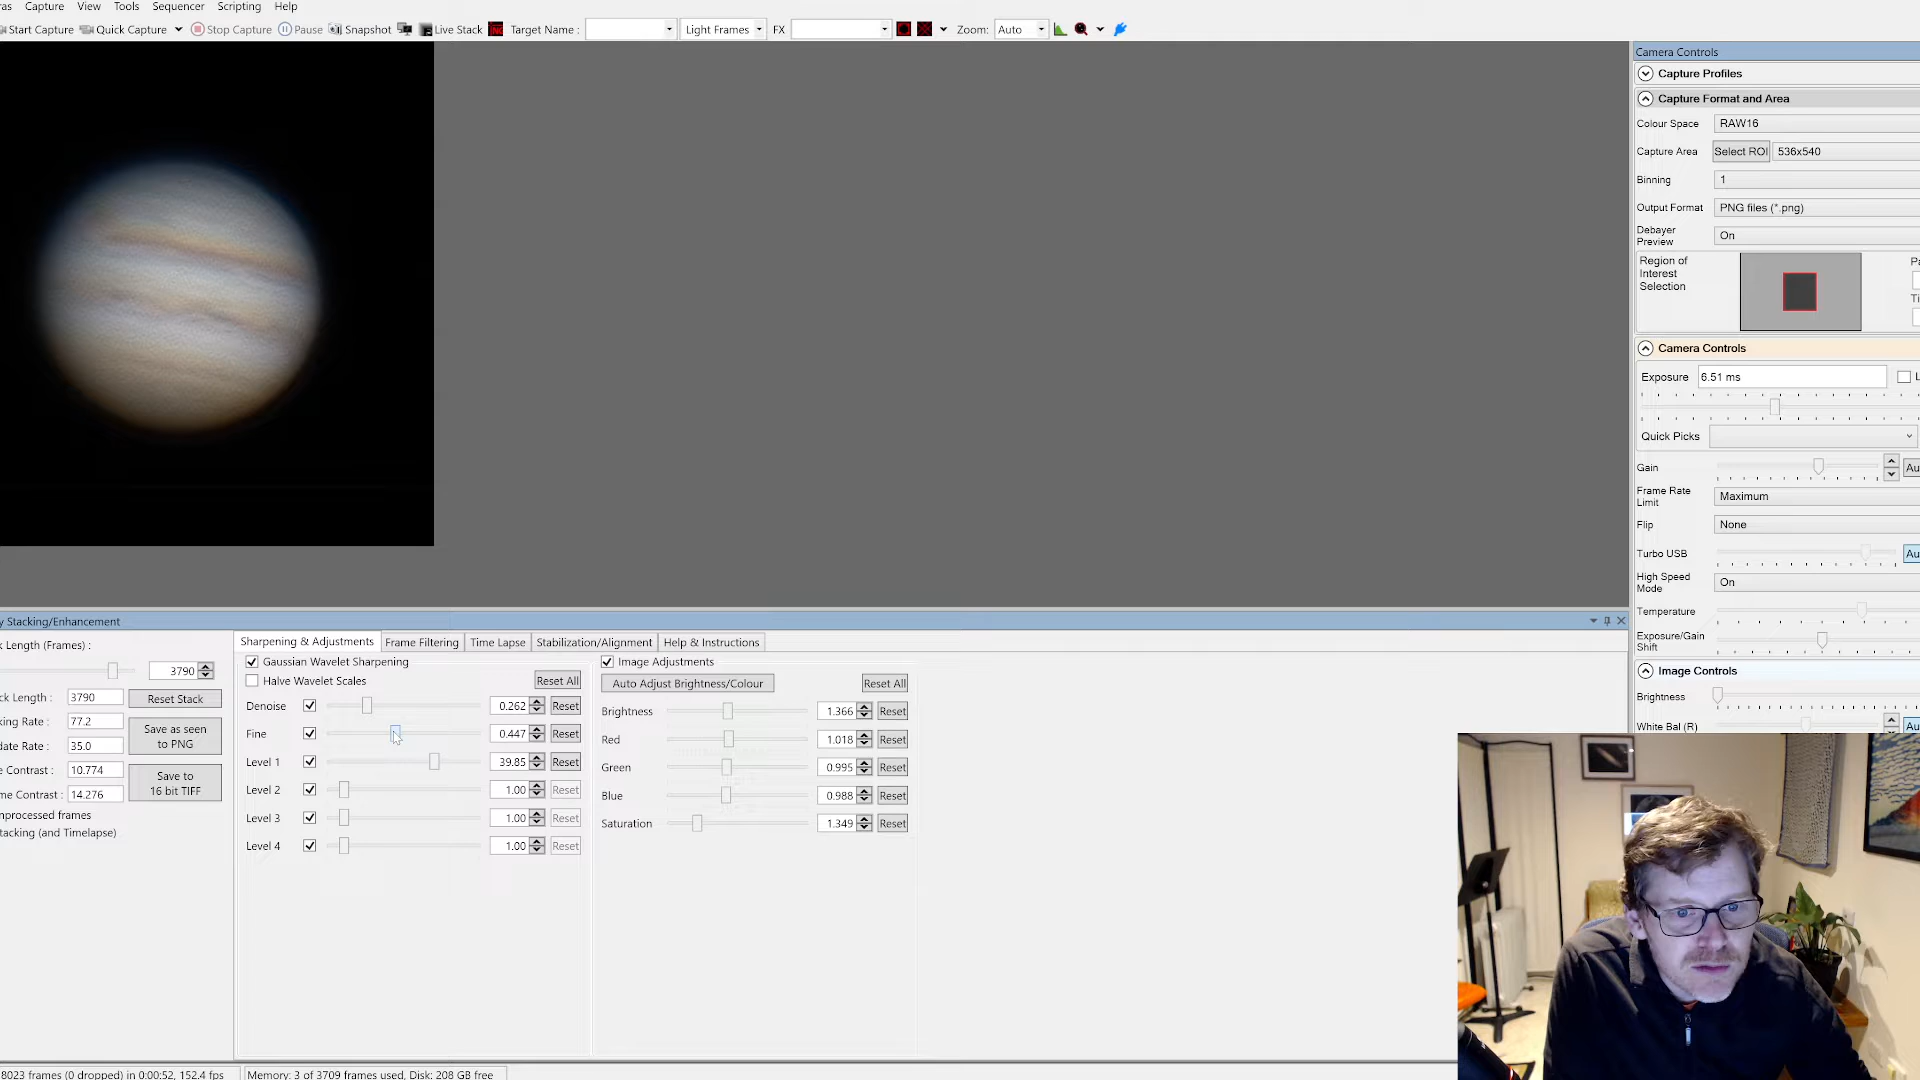 ras Capture View Tools Sequencer Scripting Help
Start Capture Quick Capture Stop Capture Pause Snapshot Live Stack Target Name : Light Frames FX Zoom: Auto
Camera Controls
Capture Profiles
Capture Format and Area
Colour Space RAW16
Capture Area Select ROI 536x540
Binning 1
Output Format PNG files (*.png)
Debayer
Preview
On
Region of
Interest
Selection
Camera Controls
Exposure 6.51 ms
Quick Picks
Gain Au
Frame Rate
Limit
Maximum
Flip None
Turbo USB Au
High Speed
Mode
On
Temperature
Exposure/Gain
Shift
Image Controls
Brightness
White Bal (R) Au
y Stacking/Enhancement
k Length (Frames) :
3790
ck Length : 3790 Reset Stack
king Rate : 77.2
date Rate : 35.0
Save as seen
to PNG
e Contrast : 10.774
me Contrast : 14.276
Save to
16 bit TIFF
nprocessed frames
tacking (and Timelapse)
Sharpening & Adjustments Frame Filtering Time Lapse Stabilization/Alignment Help & Instructions
Gaussian Wavelet Sharpening
Halve Wavelet Scales Reset All
Denoise 0.262 Reset
Fine 0.447 Reset
Level 1 39.85 Reset
Level 2 1.00 Reset
Level 3 1.00 Reset
Level 4 1.00 Reset
Image Adjustments
Auto Adjust Brightness/Colour Reset All
Brightness 1.366 Reset
Red 1.018 Reset
Green 0.995 Reset
Blue 0.988 Reset
Saturation 1.349 Reset
8023 frames (0 dropped) in 0:00:52, 152.4 fps Memory: 3 of 3709 frames used, Disk: 208 GB free